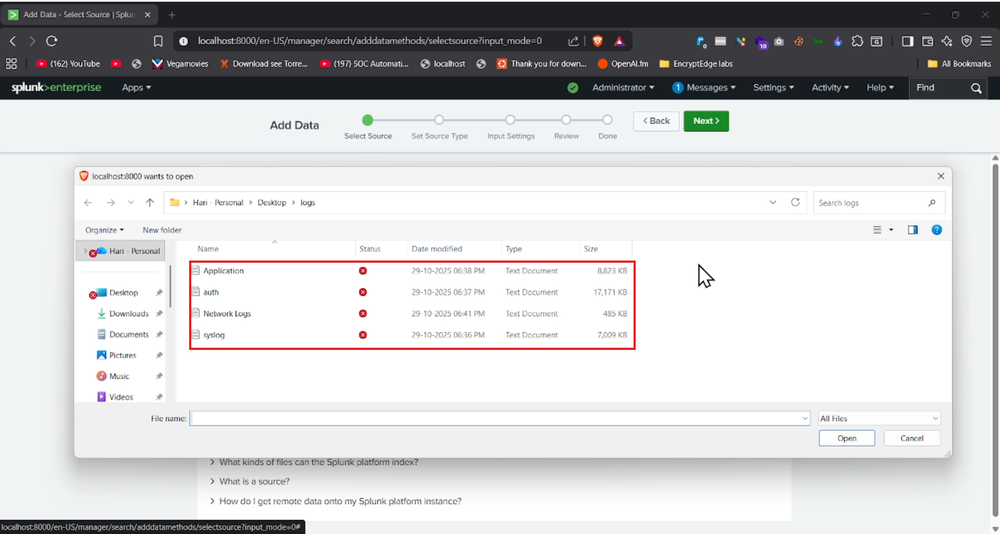 Add Data - Select Source | Splun
localhost:8000/en-US/manager/search/adddatamethods/selectsource?input_mode=0
0
10
(162) YouTube
Vegamovies
Download see Torre...
(197) SOC Automati...
localhost
Thank you for down...
OpenAI.fm
EncryptEdge labs
All Bookmarks
splunk>enterprise
Apps
Administrator
1 Messages
Settings
Activity
Help
Find
Add Data
Select Source
Set Source Type
Input Settings
Review
Done
< Back
Next >
localhost:8000 wants to open
Hari - Personal > Desktop > logs
Search logs
Organize
New folder
Hari - Personal
Desktop
Downloads
Documents
Pictures
Music
Videos
Name Status Date modified Type Size
Application 29-10-2025 06:38 PM Text Document 8,823 KB
auth 29-10-2025 06:37 PM Text Document 17,171 KB
Network Logs 29-10-2025 06:41 PM Text Document 485 KB
syslog 29-10-2025 06:36 PM Text Document 7,009 KB
File name:
All Files
Open
Cancel
> What kinds of files can the Splunk platform index?
> What is a source?
> How do I get remote data onto my Splunk platform instance?
localhost:8000/en-US/manager/search/adddatamethods/selectsource?input_mode=0#